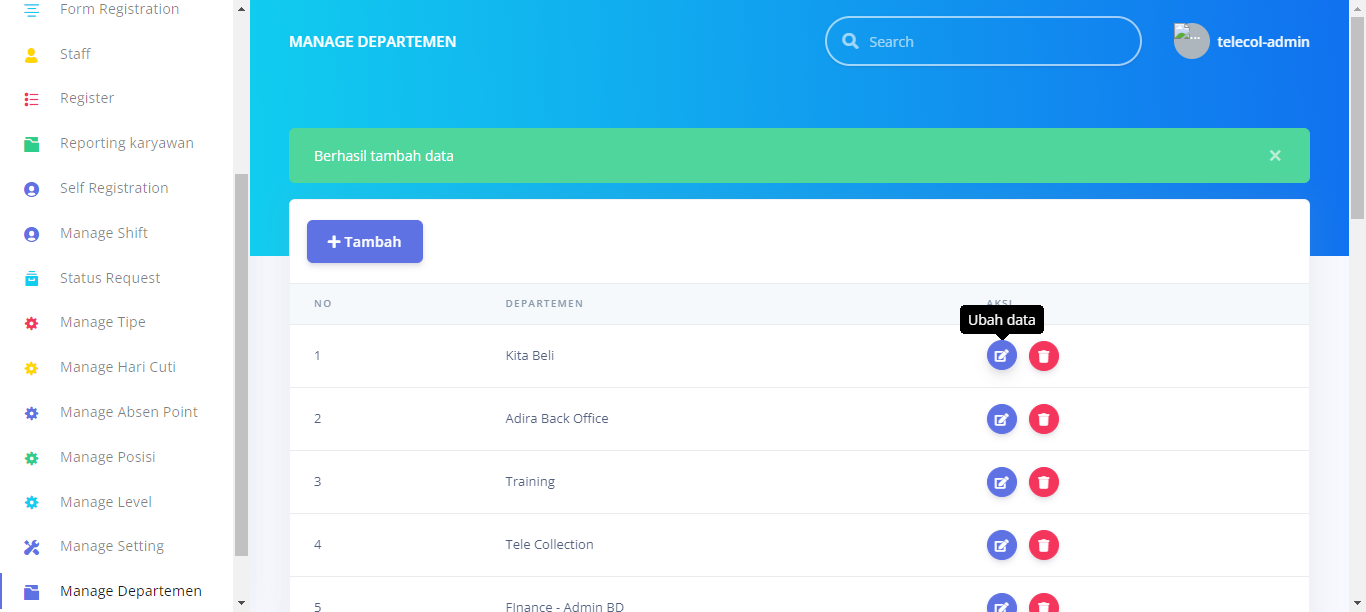 Form Registration
Staff
Register
Reporting karyawan
Self Registration
Manage Shift
Status Request
Manage Tipe
Manage Hari Cuti
Manage Absen Point
Manage Posisi
Manage Level
Manage Setting
Manage Departemen
MANAGE DEPARTEMEN
Search
... telecol-admin
Berhasil tambah data ×
+ Tambah
NO DEPARTEMEN AKSI
Ubah data
1 Kita Beli
2 Adira Back Office
3 Training
4 Tele Collection
5 FInance - Admin BD